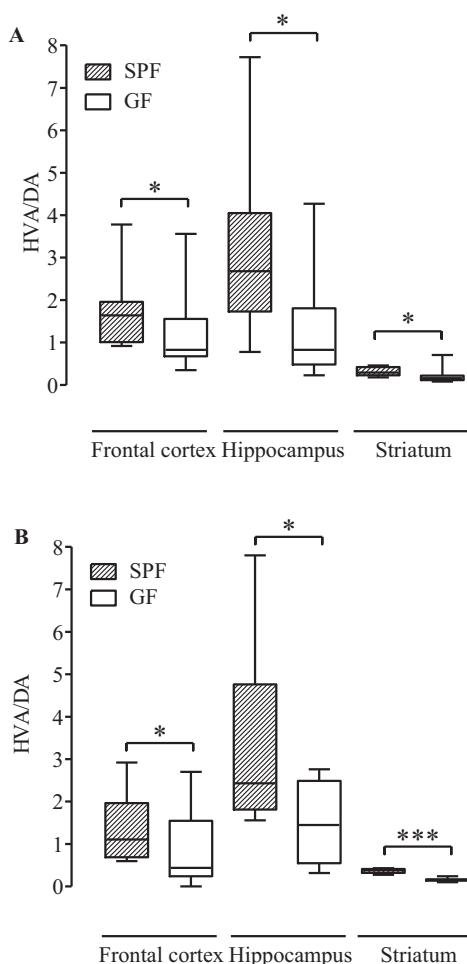 A
8
7
6
5
4
3
2
1
0
HVA/DA
SPF
GF
*
*
*
Frontal cortex Hippocampus Striatum
B
8
7
6
5
4
3
2
1
0
HVA/DA
SPF
GF
*
*
***
Frontal cortex Hippocampus Striatum